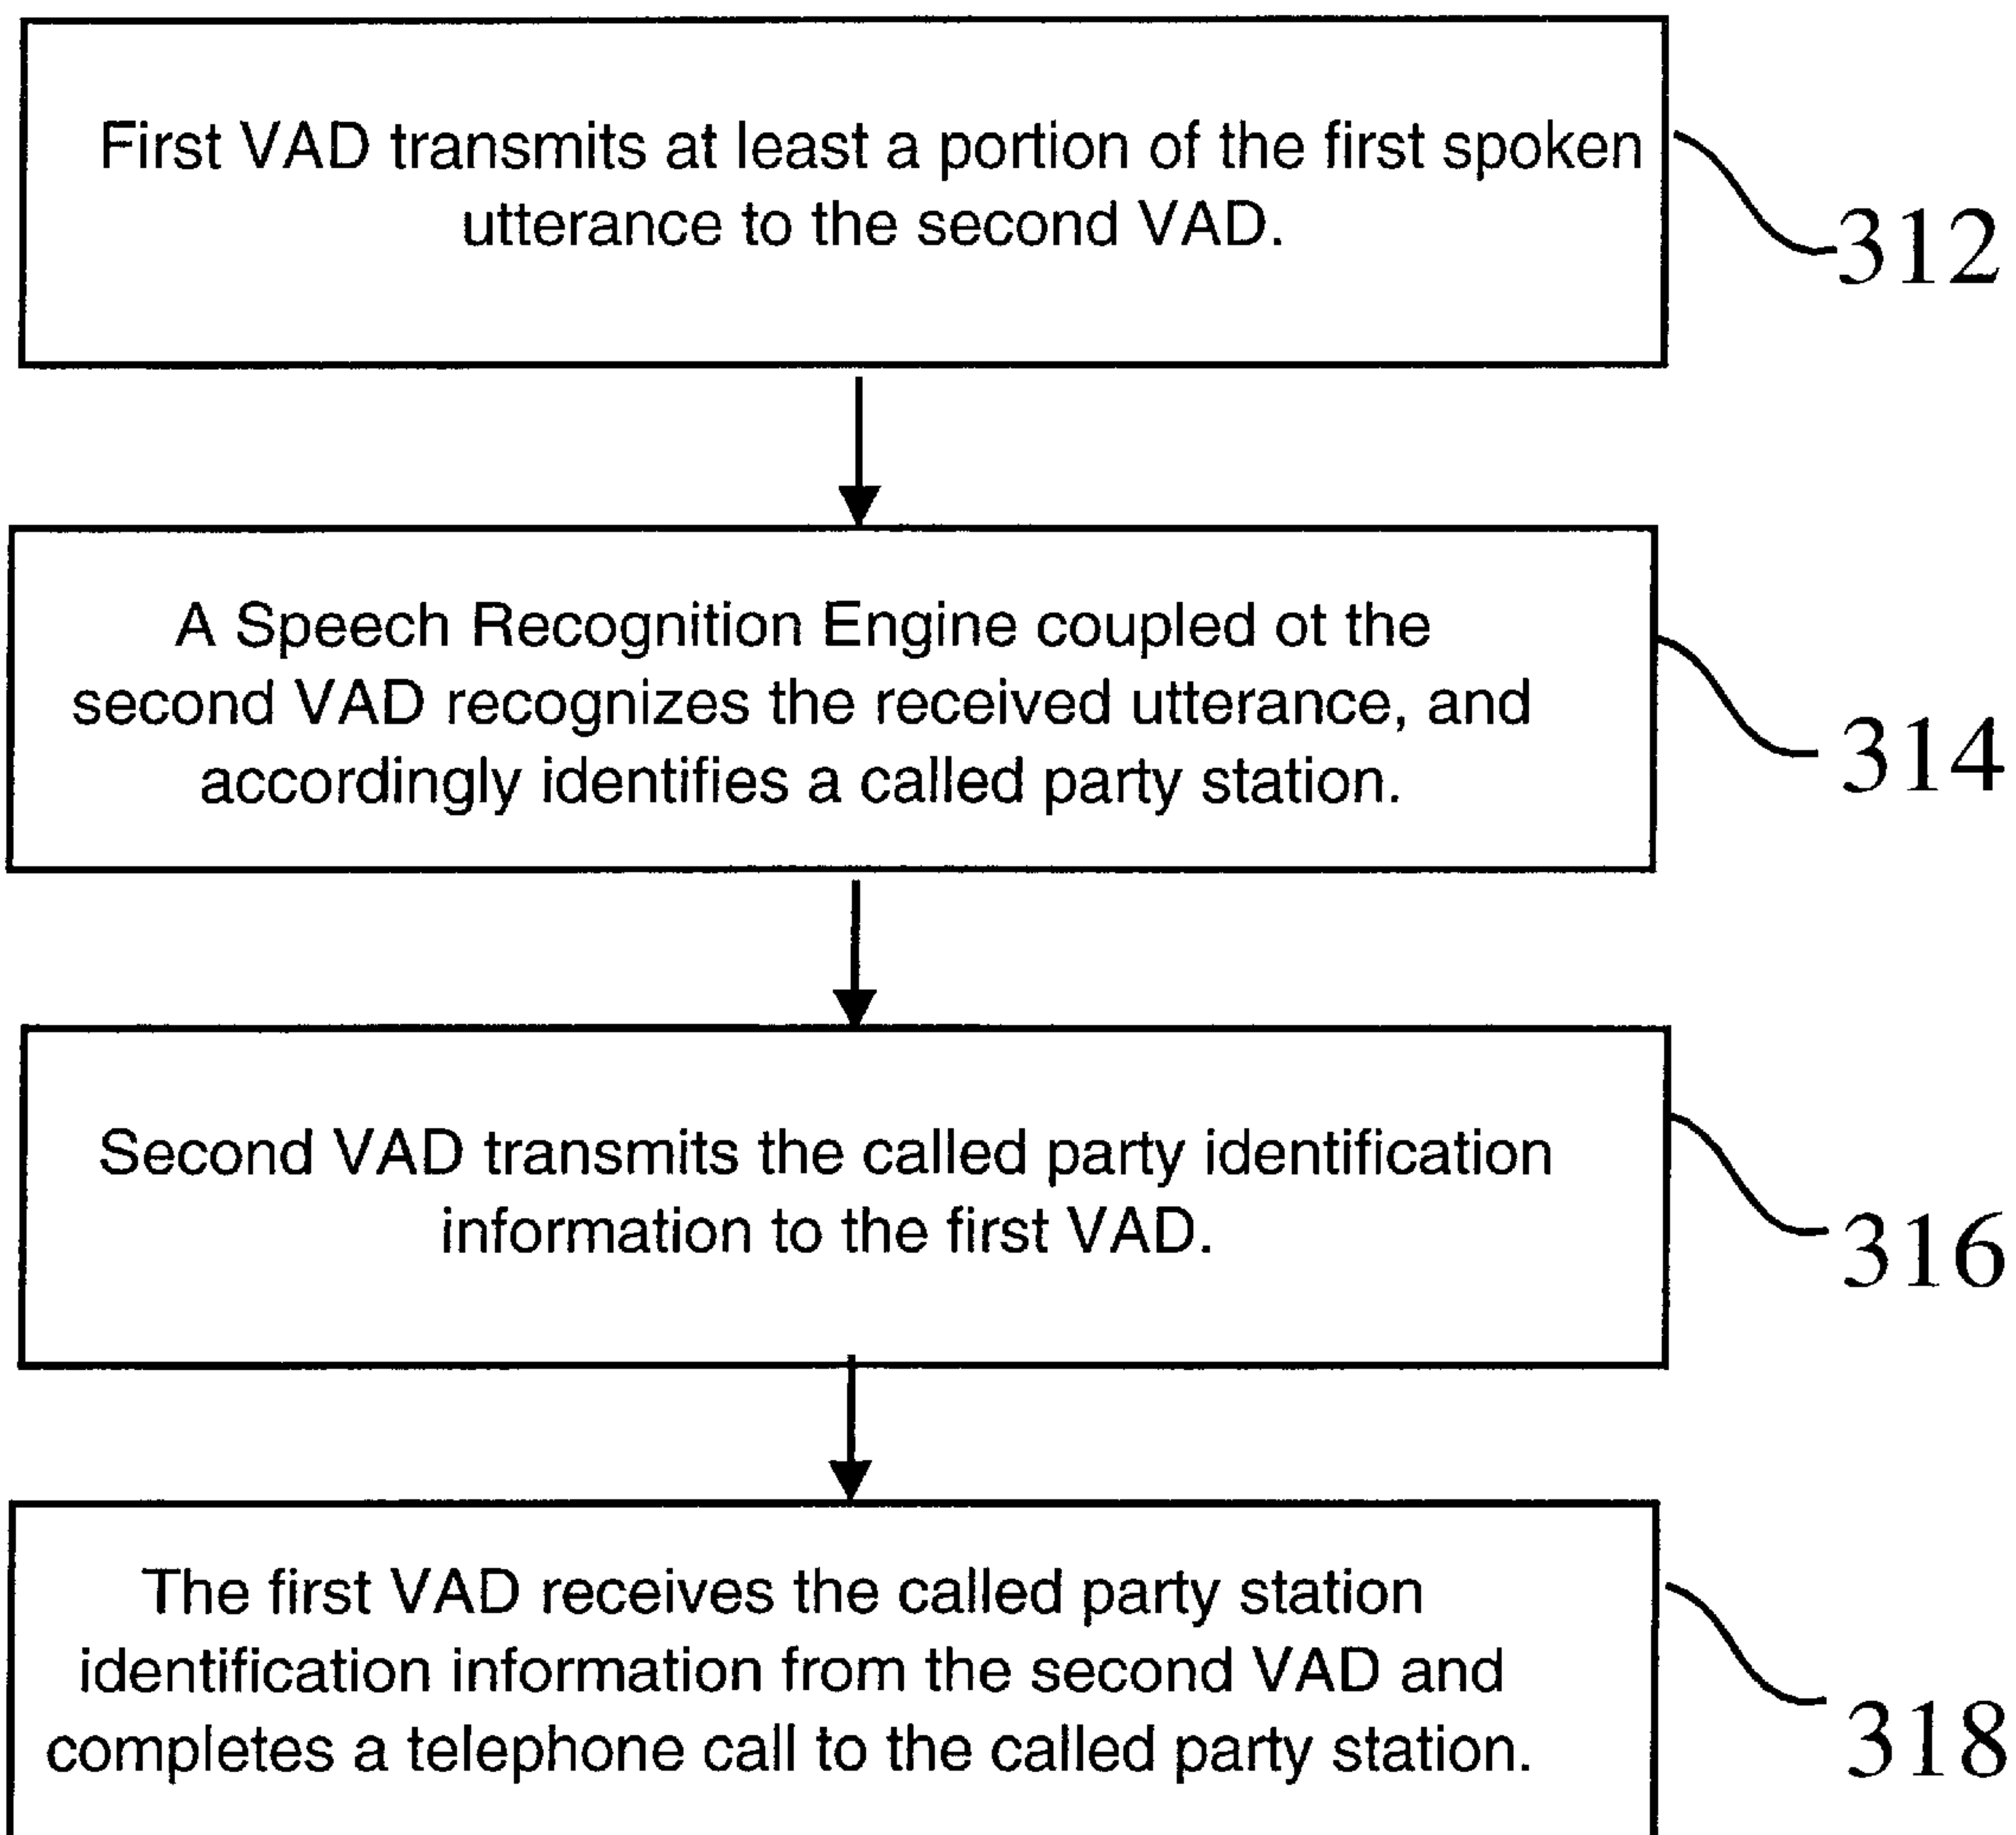 First VAD transmits at least a portion of the first spoken
utterance to the second VAD.
312
A Speech Recognition Engine coupled ot the
second VAD recognizes the received utterance, and
accordingly identifies a called party station.
314
Second VAD transmits the called party identification
information to the first VAD.
316
The first VAD receives the called party station
identification information from the second VAD and
completes a telephone call to the called party station.
318